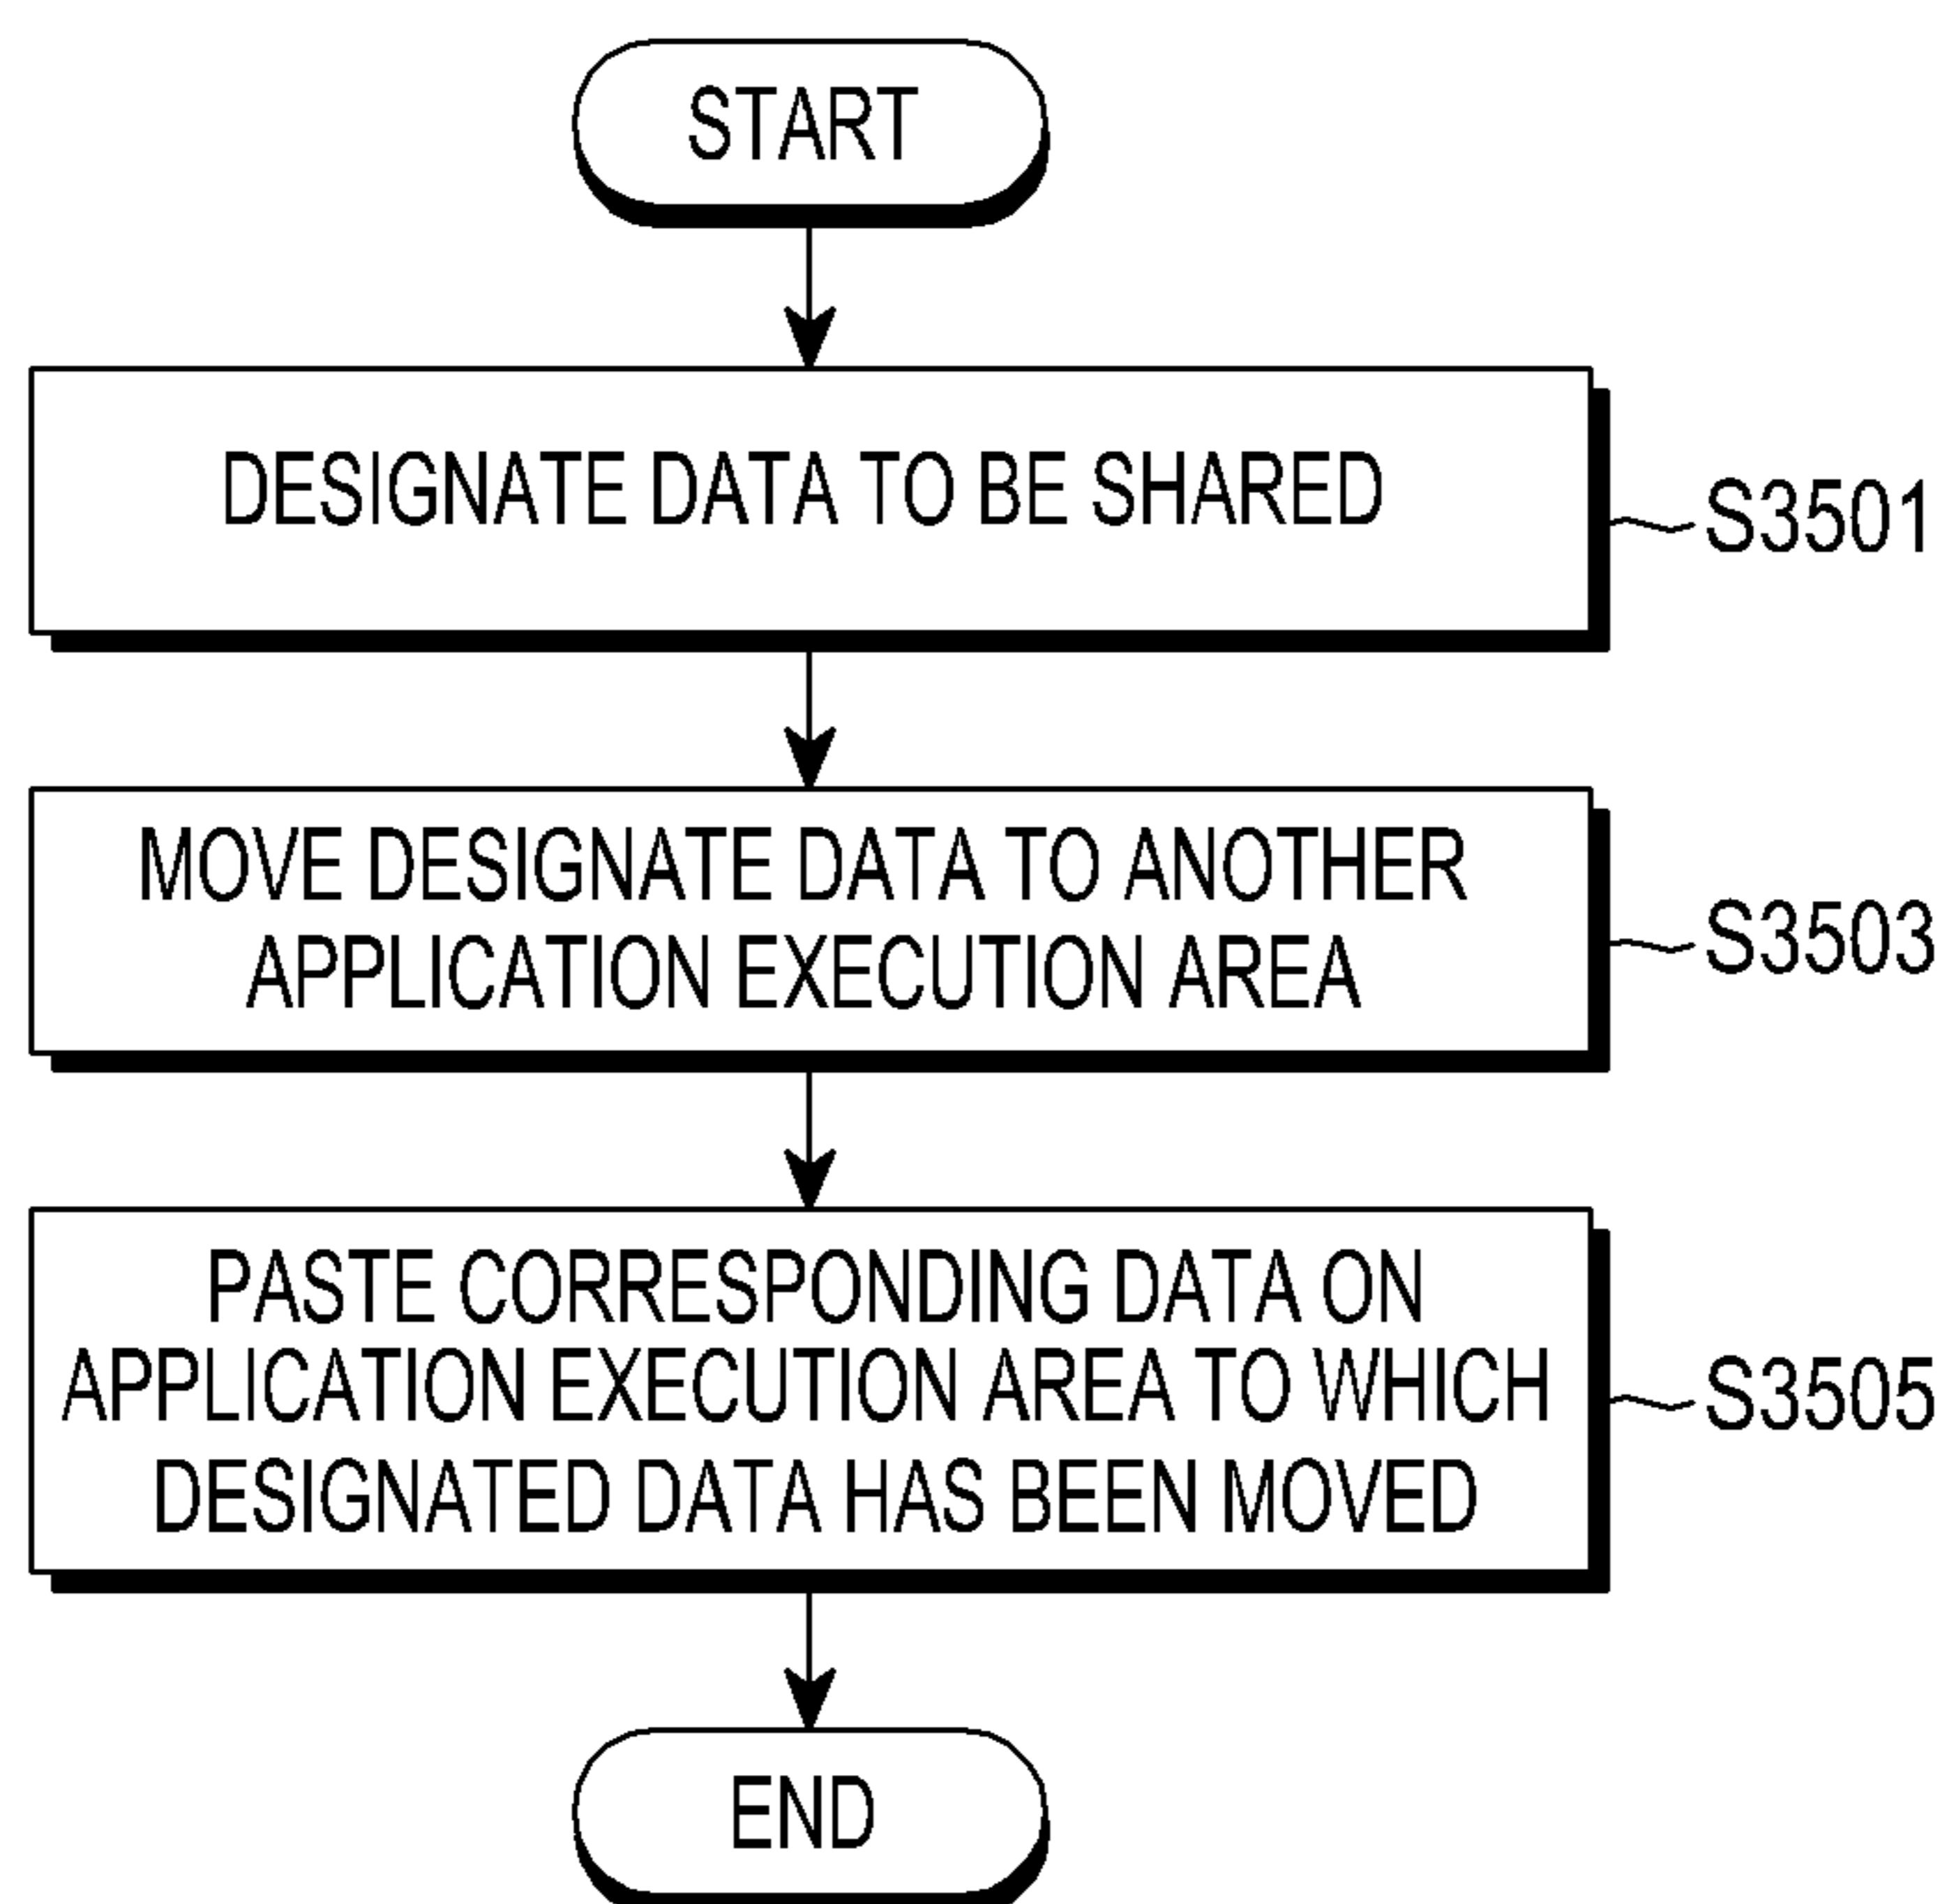 START
DESIGNATE DATA TO BE SHARED
S3501
MOVE DESIGNATE DATA TO ANOTHER
APPLICATION EXECUTION AREA
S3503
PASTE CORRESPONDING DATA ON
APPLICATION EXECUTION AREA TO WHICH
DESIGNATED DATA HAS BEEN MOVED
S3505
END